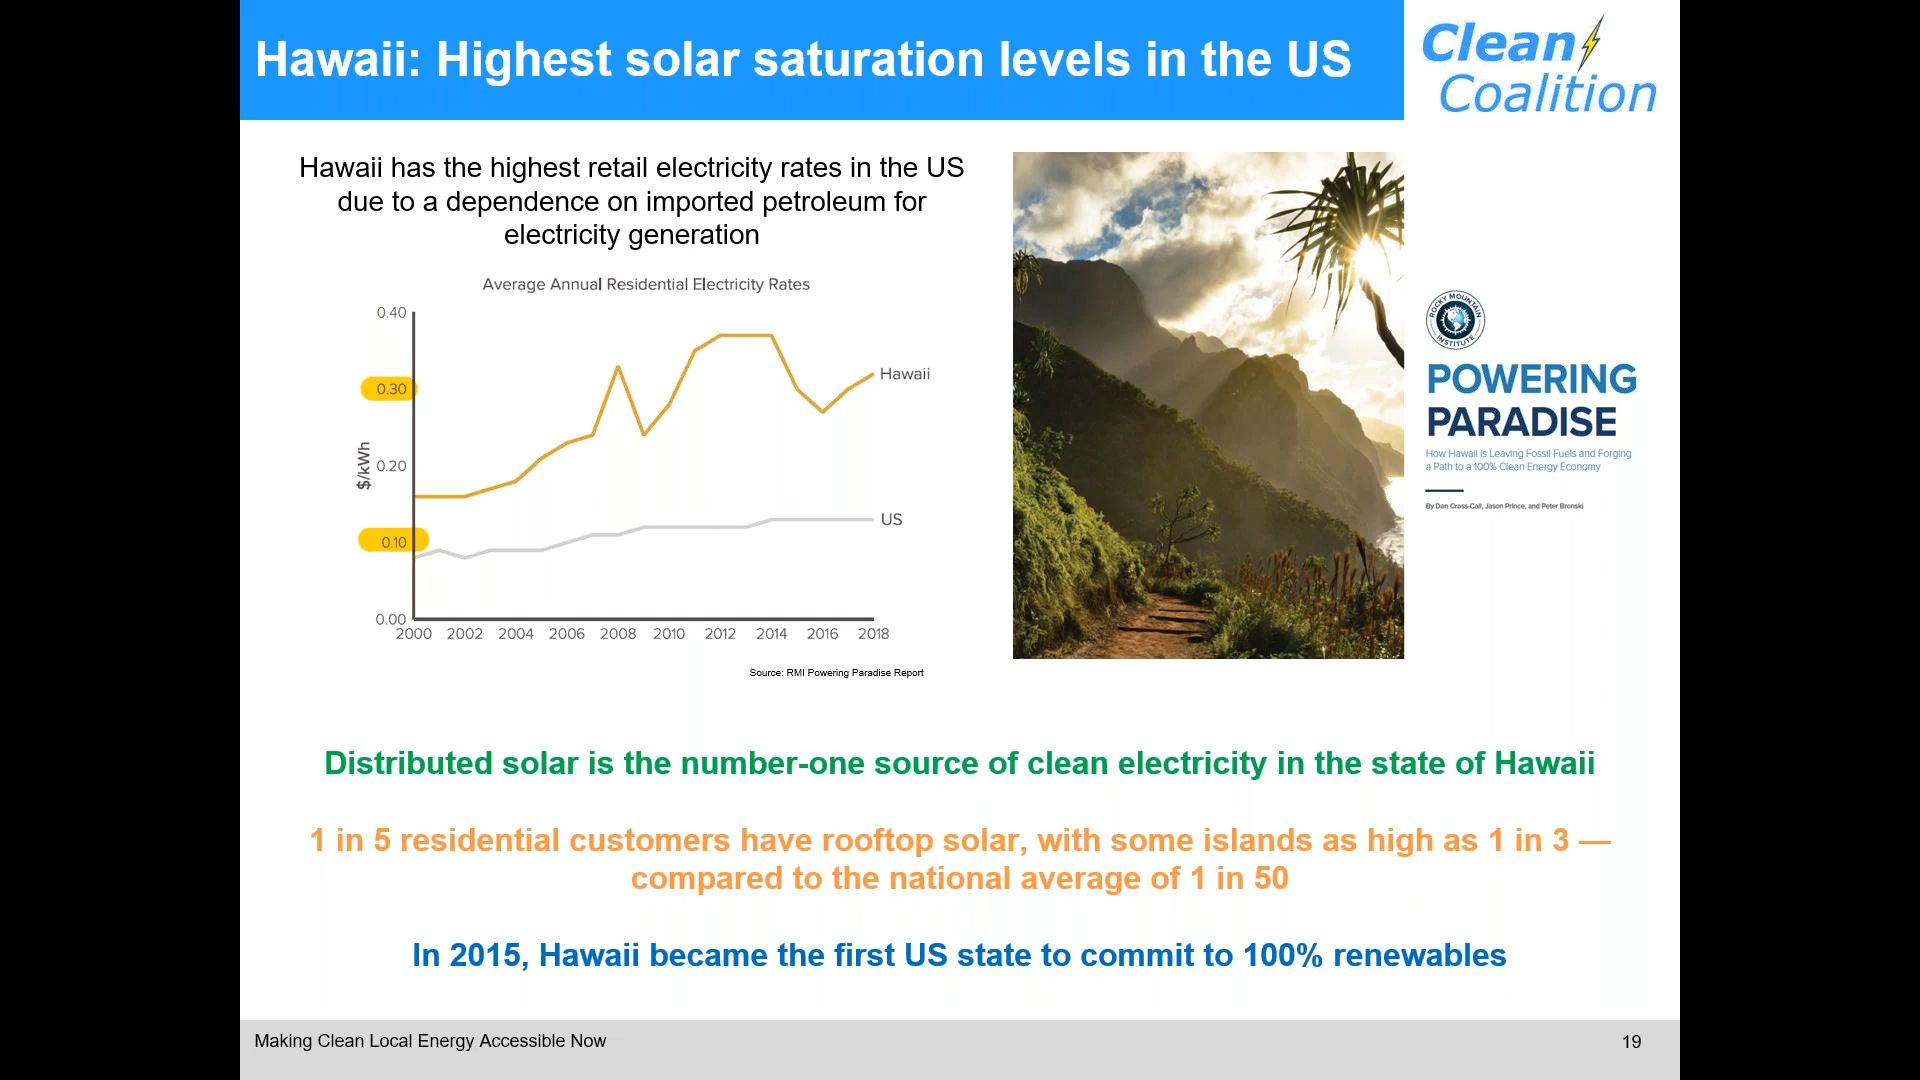 Hawaii: Highest solar saturation levels in the US
Clean
Coalition
Hawaii has the highest retail electricity rates in the US
due to a dependence on imported petroleum for
electricity generation
Average Annual Residential Electricity Rates
0.40
0.30
0.20
0.10
0.00
$/kWh
Hawaii
US
2000 2002 2004 2006 2008 2010 2012 2014 2016 2018
Source: RMI Powering Paradise Report
ROCKY MOUNTAIN
INSTITUTE
POWERING
PARADISE
How Hawaii Is Leaving Fossil Fuels and Forging
a Path to a 100% Clean Energy Economy
By Dan Cross-Call, Jason Prince, and Peter Bronski
Distributed solar is the number-one source of clean electricity in the state of Hawaii
1 in 5 residential customers have rooftop solar, with some islands as high as 1 in 3 —
compared to the national average of 1 in 50
In 2015, Hawaii became the first US state to commit to 100% renewables
Making Clean Local Energy Accessible Now
19